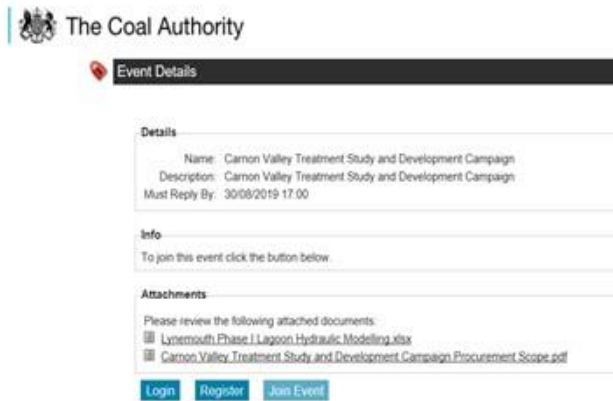 The Coal Authority
Event Details
Details
Name: Carnon Valley Treatment Study and Development Campaign
Description: Carnon Valley Treatment Study and Development Campaign
Must Reply By: 30/08/2019 17:00
Info
To join this event click the button below.
Attachments
Please review the following attached documents:
Lynemouth Phase I Lagoon Hydraulic Modelling.xlsx
Carnon Valley Treatment Study and Development Campaign Procurement Scope.pdf
Login Register Join Event